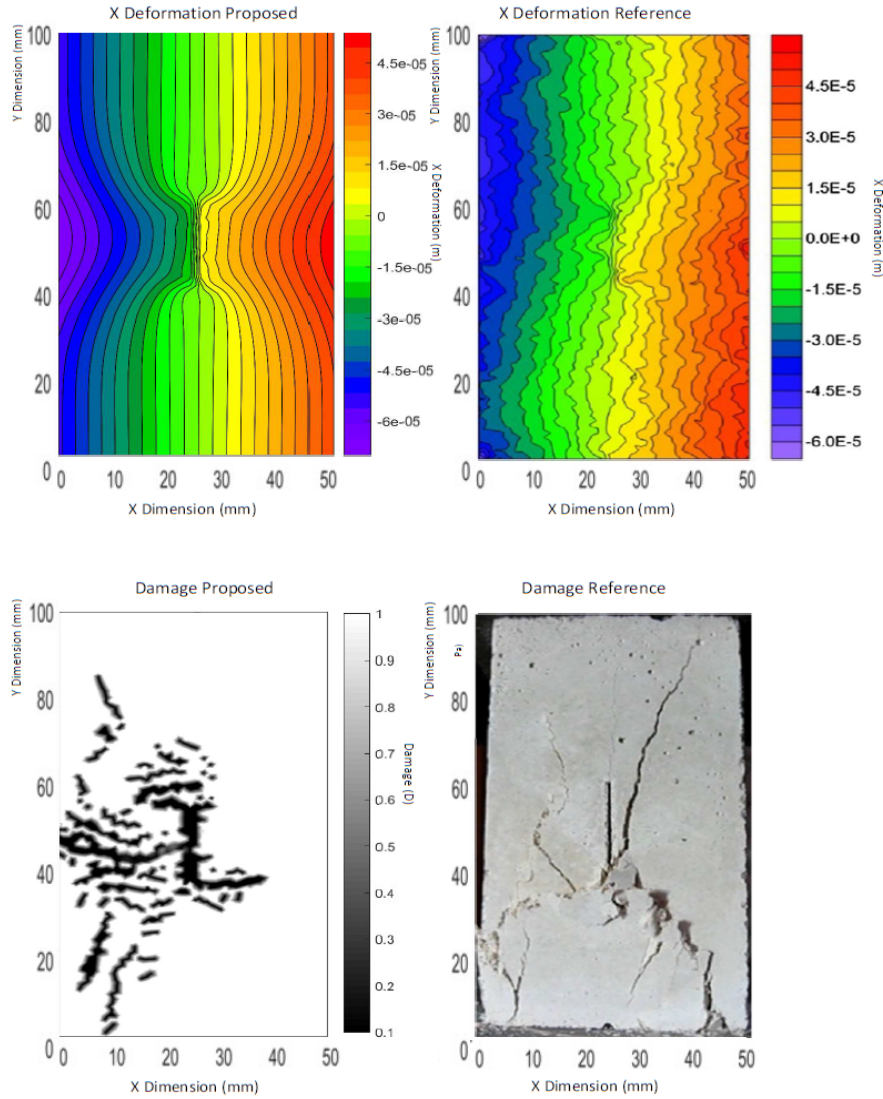 X Deformation Proposed
X Deformation Reference
Y Dimension (mm)
100
80
60
40
20
0
0 10 20 30 40 50
X Dimension (mm)
4.5e-05
3e-05
1.5e-05
0
-1.5e-05
-3e-05
-4.5e-05
-6e-05
X Deformation (m)
Y Dimension (mm)
100
80
60
40
20
0
0 10 20 30 40 50
X Dimension (mm)
4.5E-5
3.0E-5
1.5E-5
0.0E+0
-1.5E-5
-3.0E-5
-4.5E-5
-6.0E-5
X Deformation (m)
Damage Proposed
Damage Reference
Y Dimension (mm)
100
80
60
40
20
0
0 10 20 30 40 50
X Dimension (mm)
1
0.9
0.8
0.7
0.6
0.5
0.4
0.3
0.2
0.1
Damage (D)
Y Dimension (mm)
Pa)
100
80
60
40
20
0
0 10 20 30 40 50
X Dimension (mm)